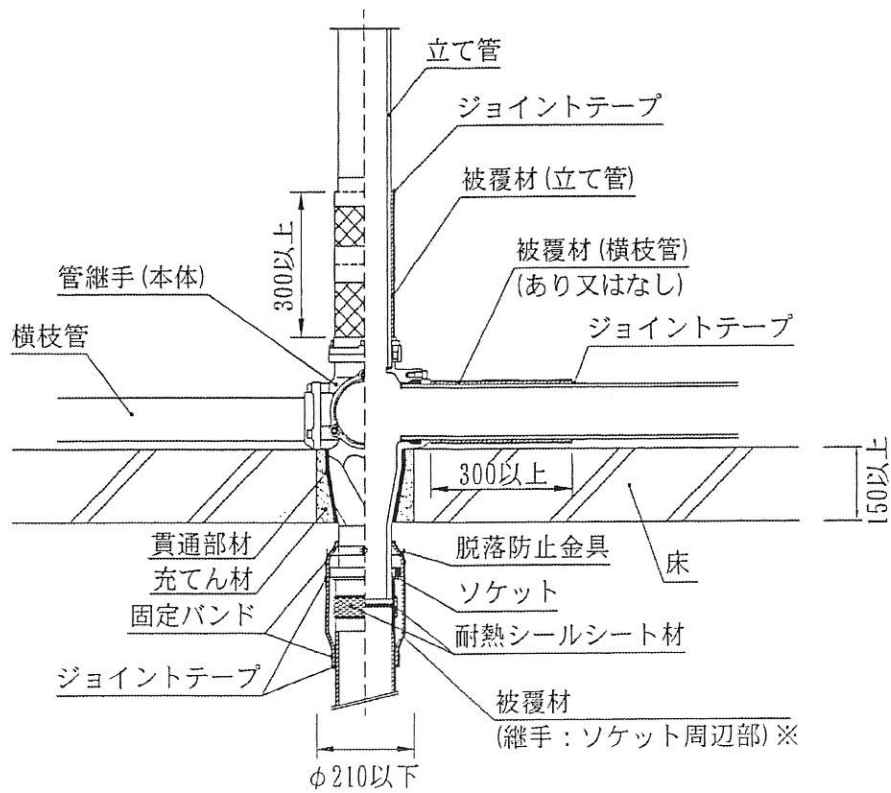 立て管
ジョイントテープ
被覆材(立て管)
被覆材(横枝管)
(あり又はなし)
ジョイントテープ
管継手(本体)
300以上
横枝管
300以上
150以上
貫通部材
充てん材
固定バンド
ジョイントテープ
脱落防止金具
ソケット
耐熱シールシート材
床
被覆材
(継手:ソケット周辺部)※
φ210以下